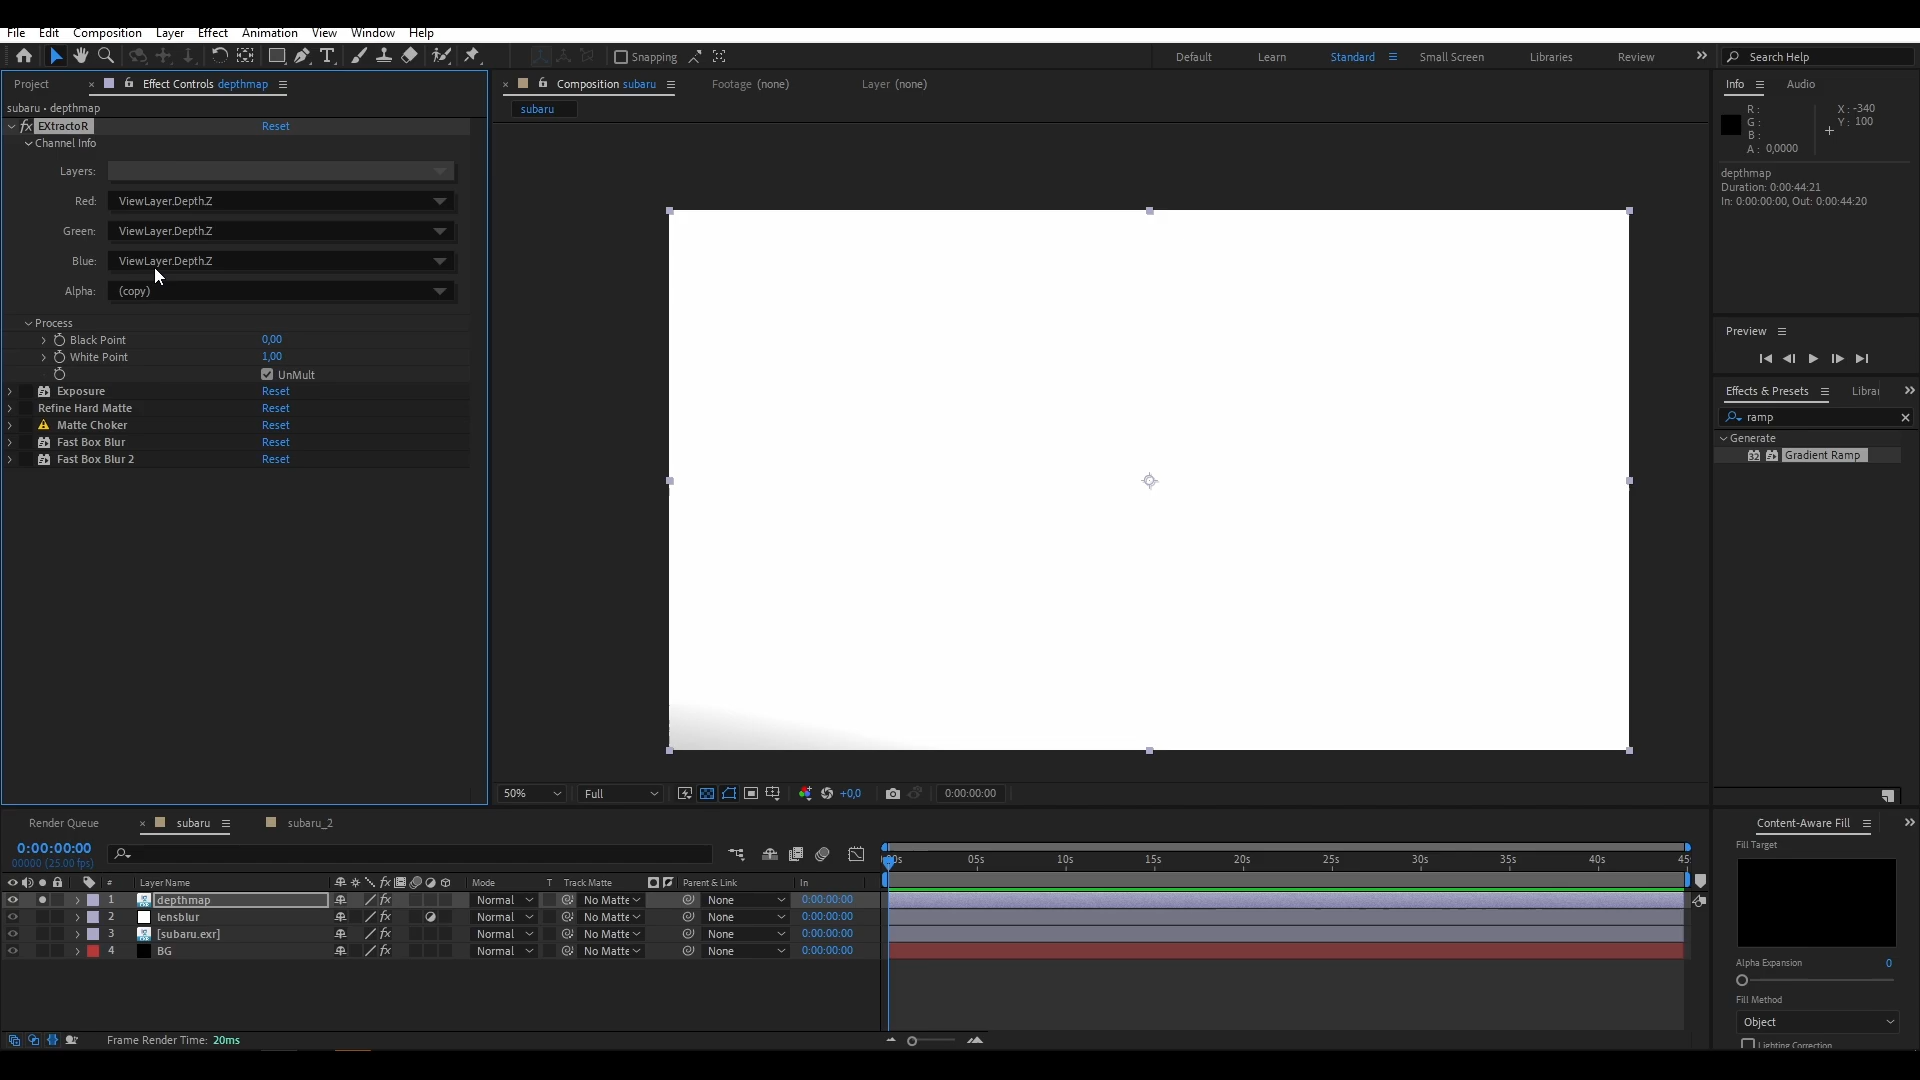 File Edit Composition Layer Effect Animation View Window Help
Snapping
Default Learn Standard Small Screen Libraries Review
Search Help
Project
Effect Controls depthmap
Composition subaru
Footage (none)
Layer (none)
Info Audio
subaru • depthmap
subaru
EXtractoR Reset
Channel Info
Layers:
Red: ViewLayer.Depth.Z
Green: ViewLayer.Depth.Z
Blue: ViewLayer.Depth.Z
Alpha: (copy)
Process
Black Point 0,00
White Point 1,00
UnMult
Exposure Reset
Refine Hard Matte Reset
Matte Choker Reset
Fast Box Blur Reset
Fast Box Blur 2 Reset
R: X: -340
G: Y: 100
B:
A: 0,0000
depthmap
Duration: 0:00:44:21
In: 0:00:00:00, Out: 0:00:44:20
Preview
Effects & Presets
ramp
Generate
32 Gradient Ramp
50% Full +0,0 0:00:00:00
Render Queue subaru subaru_2
0:00:00:00
00000 (25.00 fps)
05s 10s 15s 20s 25s 30s 35s 40s
# Layer Name Mode T Track Matte Parent & Link In
1 depthmap Normal No Matte None 0:00:00:00
2 lensblur Normal No Matte None 0:00:00:00
3 [subaru.exr] Normal No Matte None 0:00:00:00
4 BG Normal No Matte None 0:00:00:00
Frame Render Time: 20ms
Content-Aware Fill
Fill Target
Alpha Expansion 0
Fill Method
Object
Lighting Correction